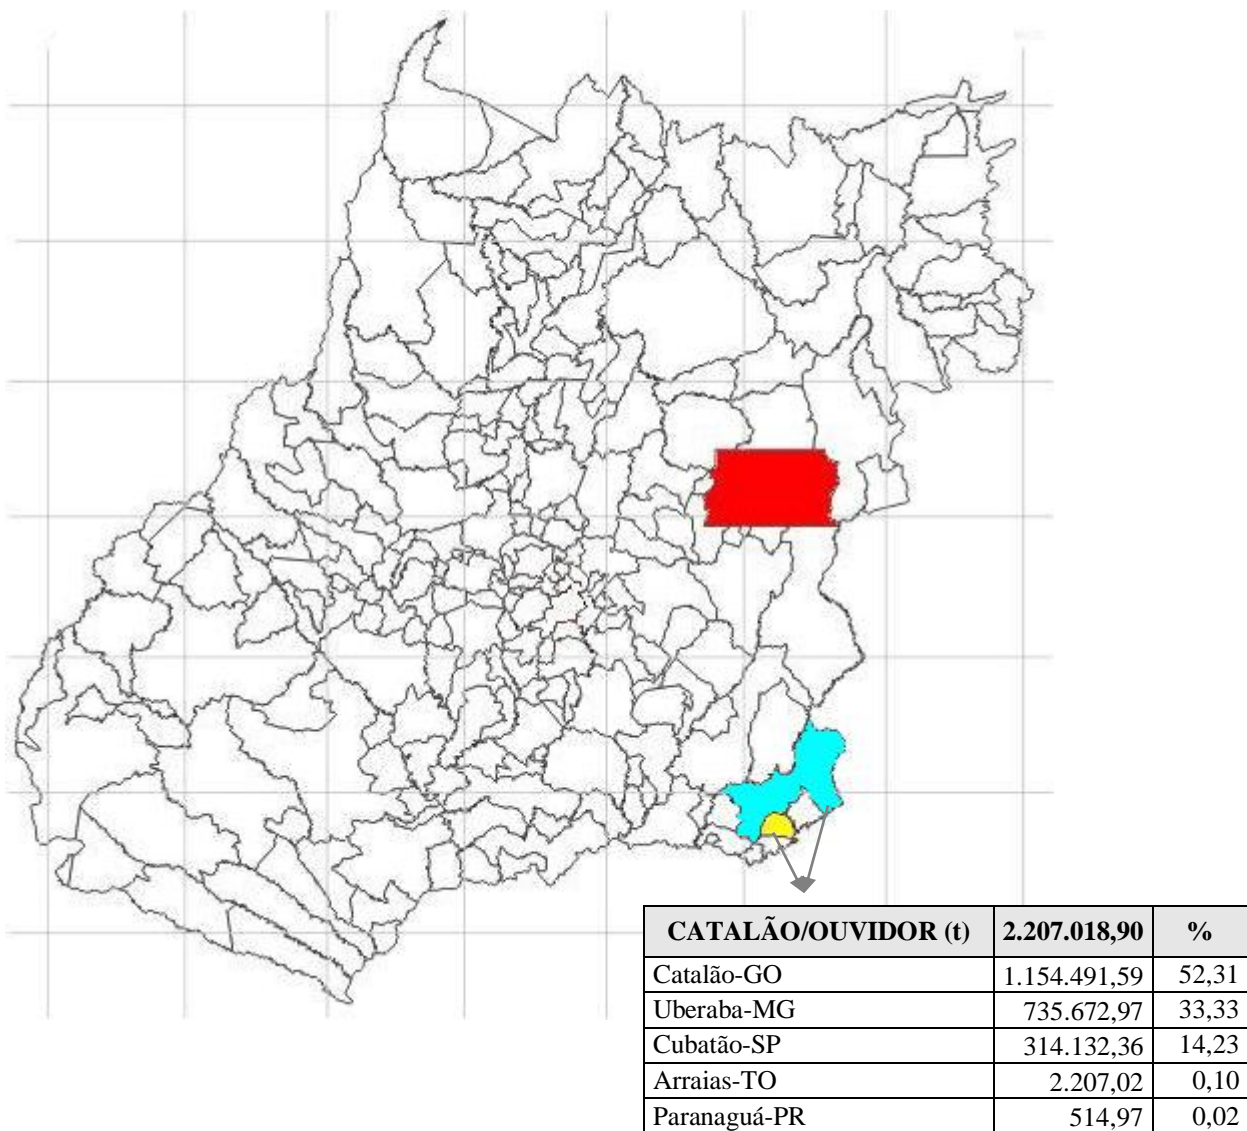 CATALÃO/OUVIDOR (t) 2.207.018,90 %
Catalão-GO 1.154.491,59 52,31
Uberaba-MG 735.672,97 33,33
Cubatão-SP 314.132,36 14,23
Arraias-TO 2.207,02 0,10
Paranaguá-PR 514,97 0,02